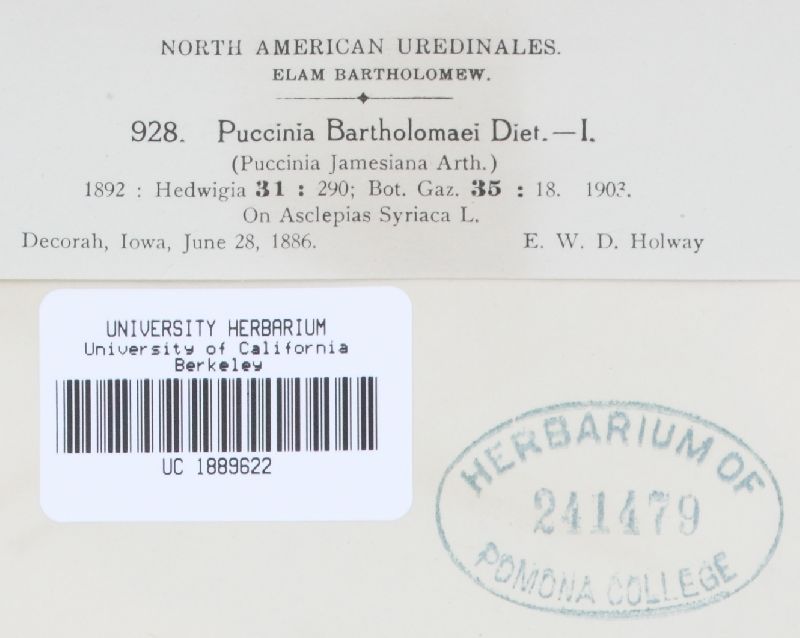 NORTH AMERICAN UREDINALES.
ELAM BARTHOLOMEW.
928. Puccinia Bartholomaei Diet.—I.
(Puccinia Jamesiana Arth.)
1892 : Hedwigia 31 : 290; Bot. Gaz. 35 : 18. 1903.
On Asclepias Syriaca L.
Decorah, Iowa, June 28, 1886. E. W. D. Holway
UNIVERSITY HERBARIUM
University of California
Berkeley
UC 1889622
HERBARIUM OF
241479
POMONA COLLEGE